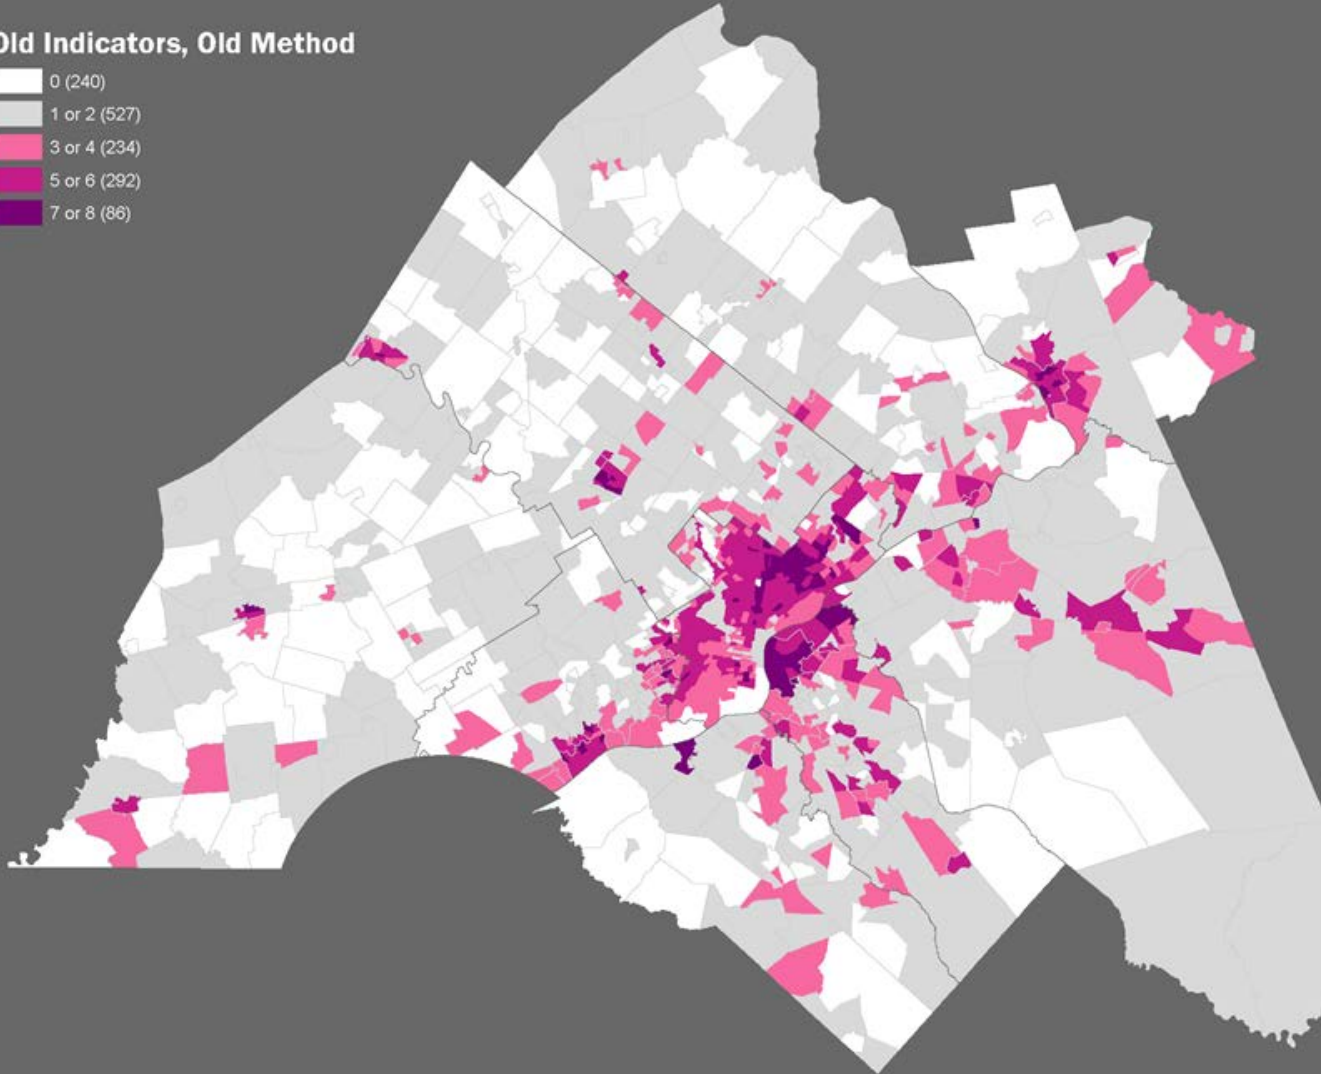 Old Indicators, Old Method
0 (240)
1 or 2 (527)
3 or 4 (234)
5 or 6 (292)
7 or 8 (86)